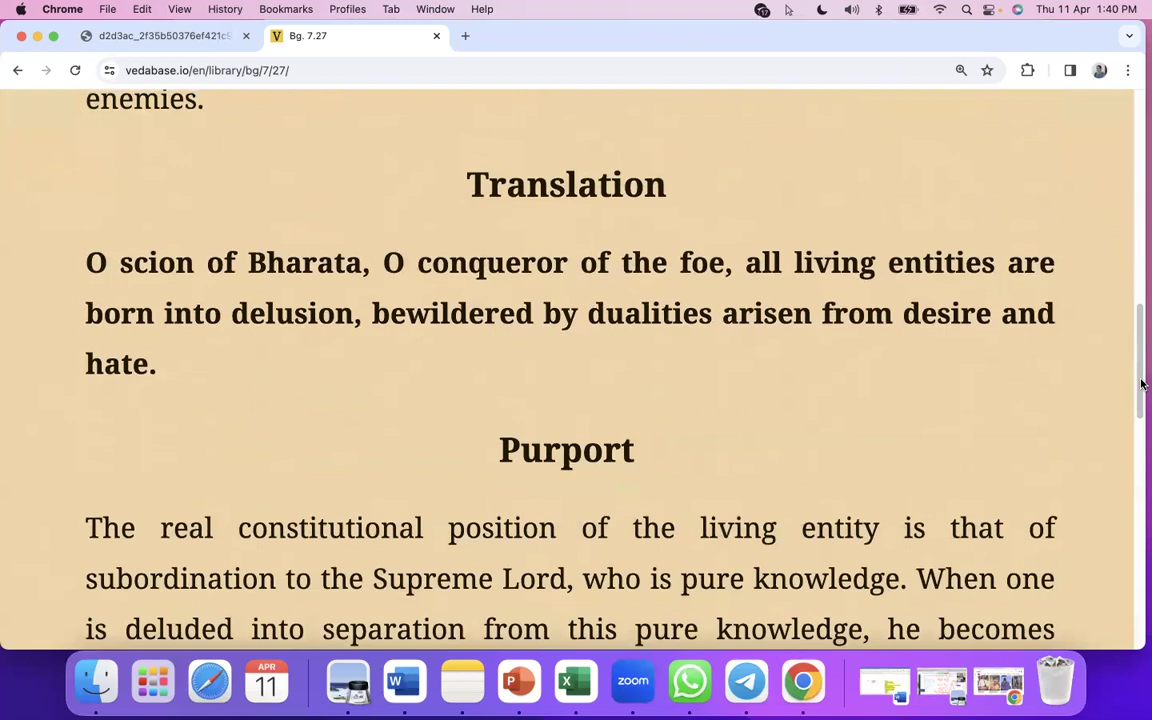 Chrome File Edit View History Bookmarks Profiles Tab Window Help Thu 11 Apr 1:40 PM
Bg. 7.27
vedabase.io/en/library/bg/7/27/
enemies.
Translation
O scion of Bharata, O conqueror of the foe, all living entities are
born into delusion, bewildered by dualities arisen from desire and
hate.
Purport
The real constitutional position of the living entity is that of
subordination to the Supreme Lord, who is pure knowledge. When one
is deluded into separation from this pure knowledge, he becomes
APR
11
zoom